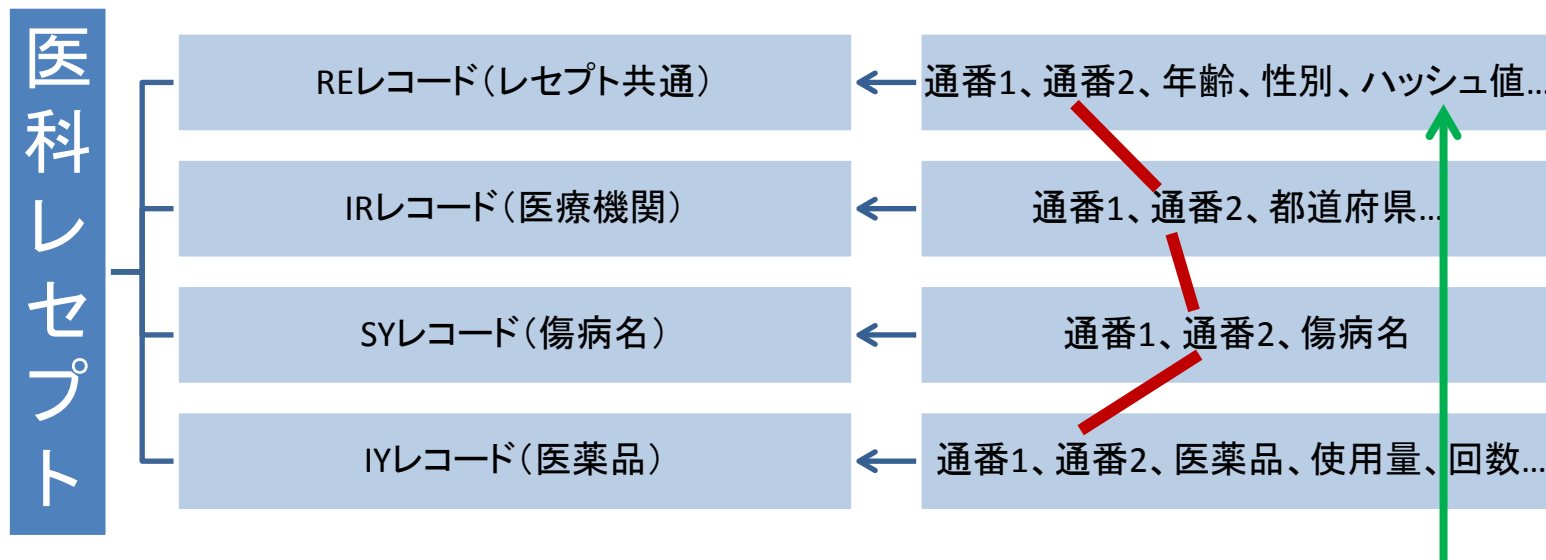 医科レセプト
REレコード（レセプト共通）
通番1、通番2、年齢、性別、ハッシュ値...
IRレコード（医療機関）
通番1、通番2、都道府県...
SYレコード（傷病名）
通番1、通番2、傷病名
IYレコード（医薬品）
通番1、通番2、医薬品、使用量、回数...